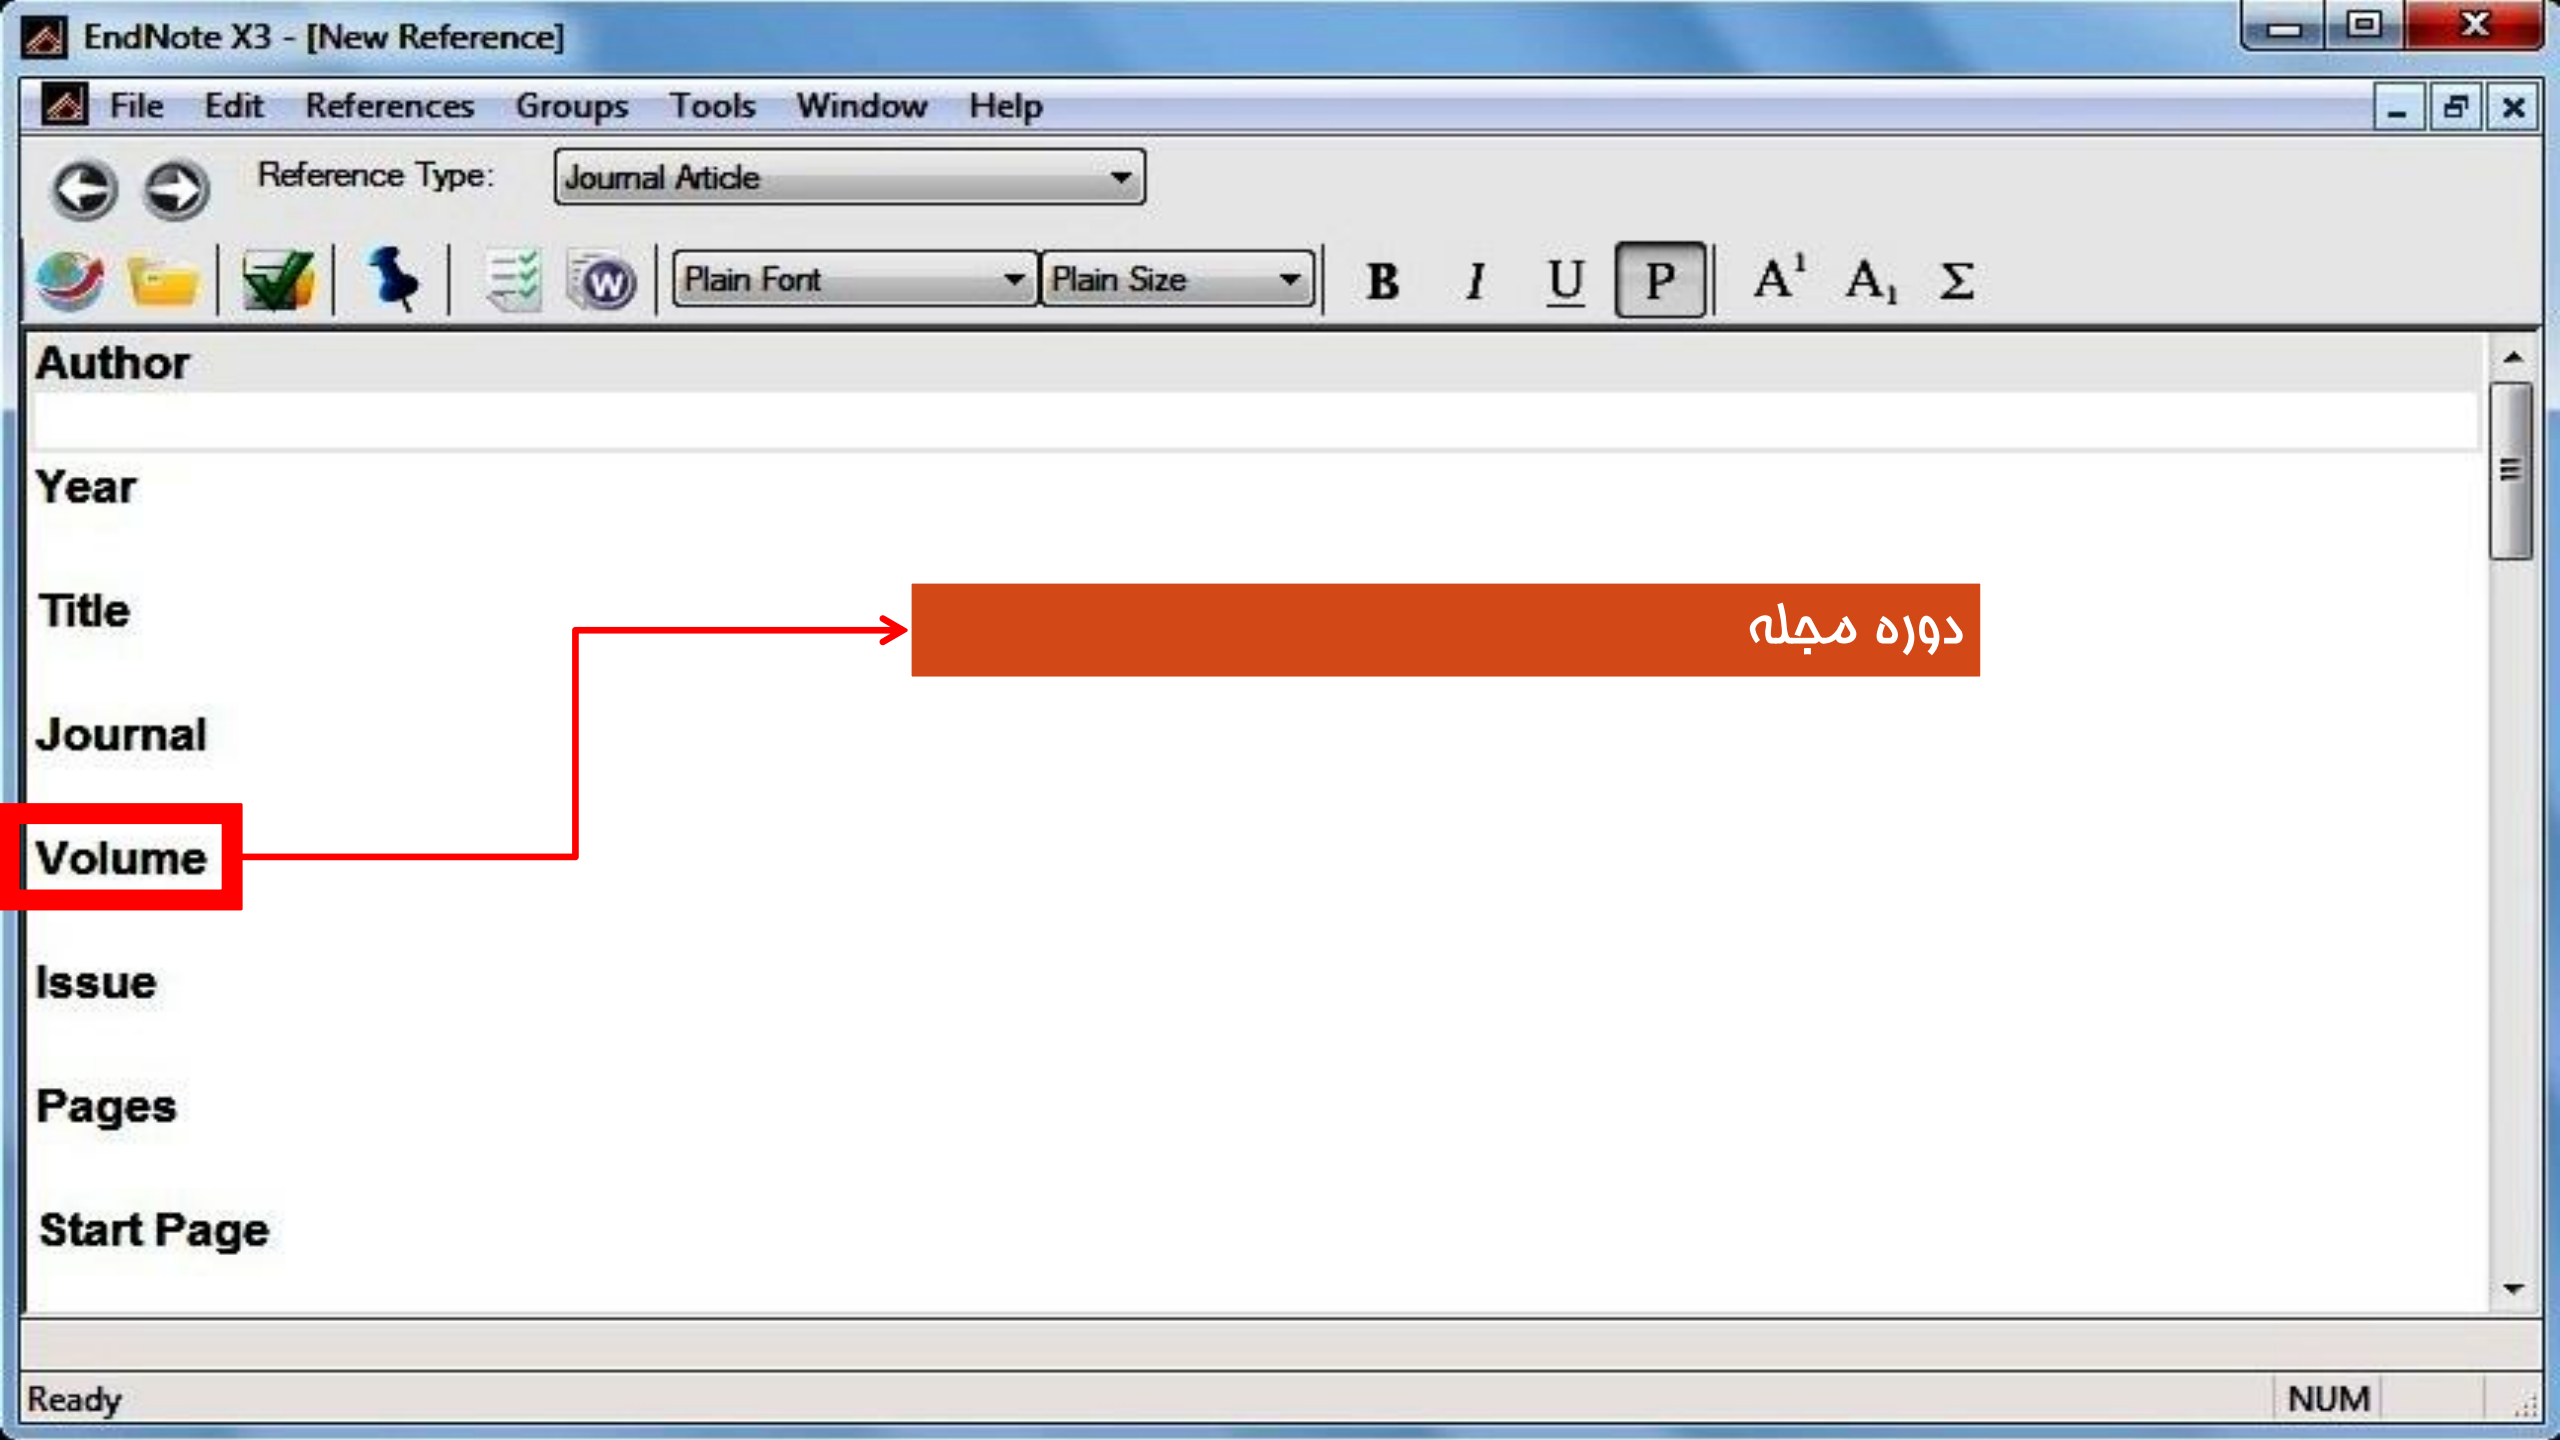 EndNote X3 - [New Reference]
File Edit References Groups Tools Window Help
Reference Type: Journal Article
Plain Font Plain Size B I U P A¹ A₁ Σ
Author
Year
Title
دوره مجله
Journal
Volume
Issue
Pages
Start Page
Ready NUM